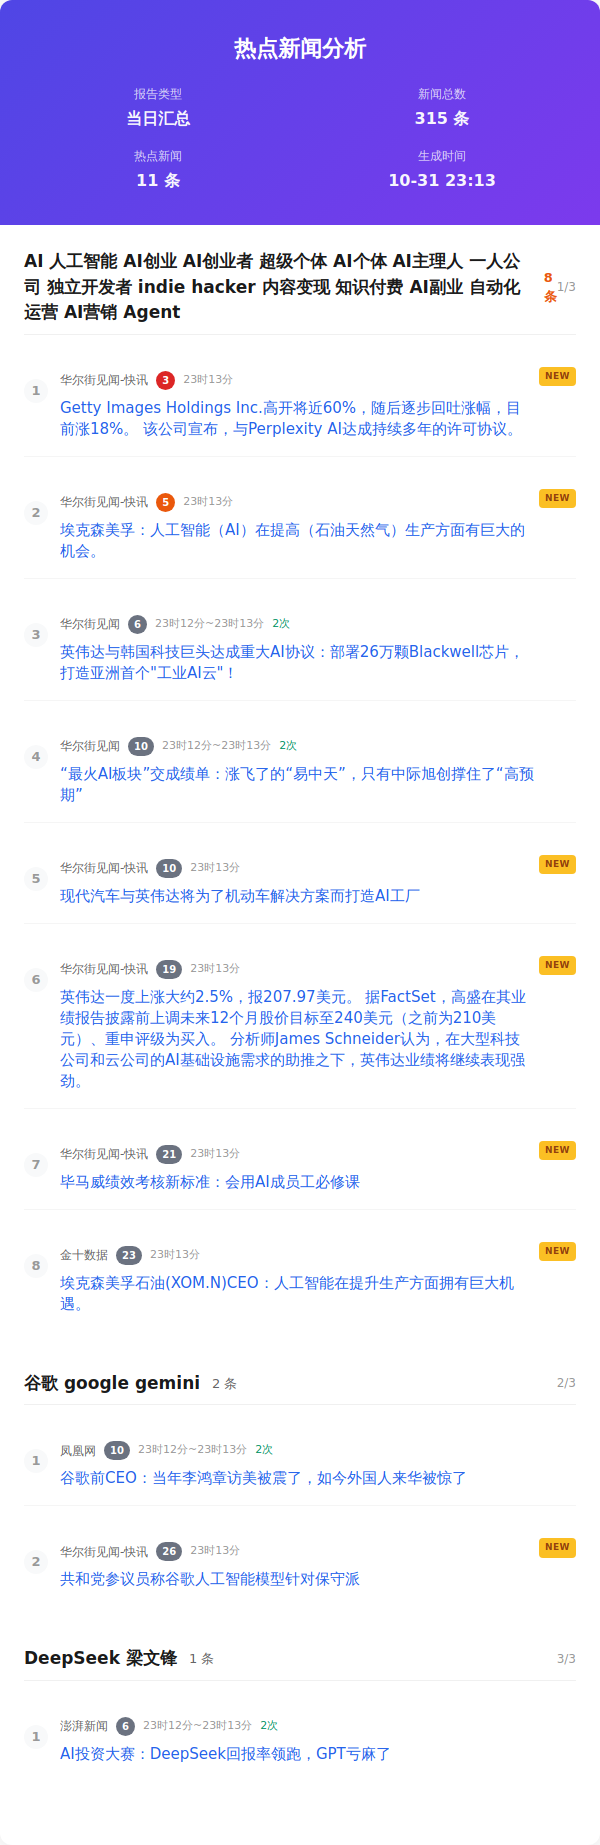 热点新闻分析
报告类型
新闻总数
当日汇总
315 条
热点新闻
生成时间
11 条
10-31 23:13
AI 人工智能 AI创业 AI创业者 超级个体 AI个体 AI主理人 一人公
司 独立开发者 indie hacker 内容变现 知识付费 AI副业 自动化
运营 AI营销 Agent
8
条
1/3
1
华尔街见闻-快讯 3 23时13分
NEW
Getty Images Holdings Inc.高开将近60%，随后逐步回吐涨幅，目
前涨18%。 该公司宣布，与Perplexity AI达成持续多年的许可协议。
2
华尔街见闻-快讯 5 23时13分
NEW
埃克森美孚：人工智能（AI）在提高（石油天然气）生产方面有巨大的
机会。
3
华尔街见闻 6 23时12分~23时13分 2次
英伟达与韩国科技巨头达成重大AI协议：部署26万颗Blackwell芯片，
打造亚洲首个"工业AI云"！
4
华尔街见闻 10 23时12分~23时13分 2次
“最火AI板块”交成绩单：涨飞了的“易中天”，只有中际旭创撑住了“高预
期”
5
华尔街见闻-快讯 10 23时13分
NEW
现代汽车与英伟达将为了机动车解决方案而打造AI工厂
6
华尔街见闻-快讯 19 23时13分
NEW
英伟达一度上涨大约2.5%，报207.97美元。 据FactSet，高盛在其业
绩报告披露前上调未来12个月股价目标至240美元（之前为210美
元）、重申评级为买入。 分析师James Schneider认为，在大型科技
公司和云公司的AI基础设施需求的助推之下，英伟达业绩将继续表现强
劲。
7
华尔街见闻-快讯 21 23时13分
NEW
毕马威绩效考核新标准：会用AI成员工必修课
8
金十数据 23 23时13分
NEW
埃克森美孚石油(XOM.N)CEO：人工智能在提升生产方面拥有巨大机
遇。
谷歌 google gemini 2 条
2/3
1
凤凰网 10 23时12分~23时13分 2次
谷歌前CEO：当年李鸿章访美被震了，如今外国人来华被惊了
2
华尔街见闻-快讯 26 23时13分
NEW
共和党参议员称谷歌人工智能模型针对保守派
DeepSeek 梁文锋 1 条
3/3
1
澎湃新闻 6 23时12分~23时13分 2次
AI投资大赛：DeepSeek回报率领跑，GPT亏麻了